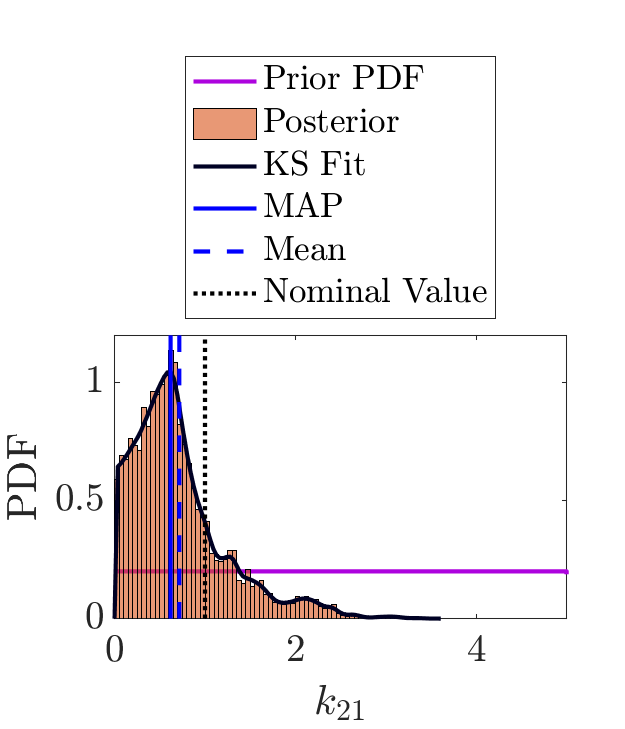 Prior PDF
Posterior
KS Fit
MAP
Mean
Nominal Value
1
0.5
0
PDF
0 2 4
k₂₁